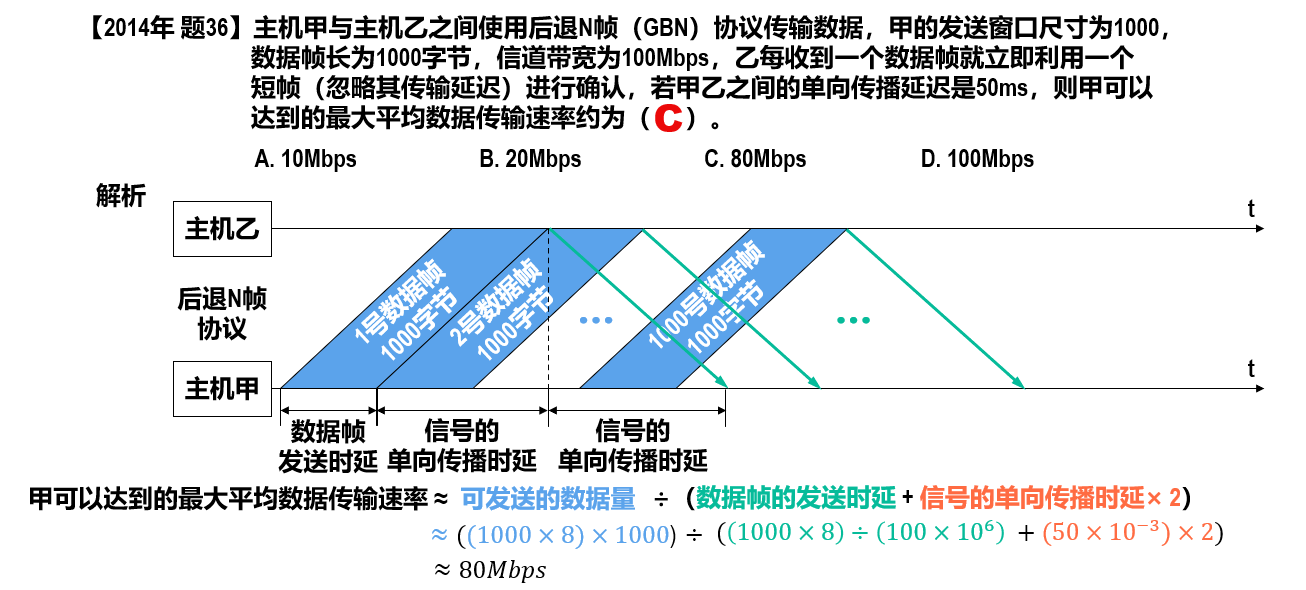 【2014年 题36】主机甲与主机乙之间使用后退N帧（GBN）协议传输数据，甲的发送窗口尺寸为1000，
数据帧长为1000字节，信道带宽为100Mbps，乙每收到一个数据帧就立即利用一个
短帧（忽略其传输延迟）进行确认，若甲乙之间的单向传播延迟是50ms，则甲可以
达到的最大平均数据传输速率约为（C）。
A. 10Mbps B. 20Mbps C. 80Mbps D. 100Mbps
解析
t
主机乙
1号数据帧
1000字节
2号数据帧
1000字节
...
1000号数据帧
1000字节
...
后退N帧
协议
t
主机甲
数据帧
发送时延
信号的
单向传播时延
信号的
单向传播时延
甲可以达到的最大平均数据传输速率 ≈ 可发送的数据量 ÷（数据帧的发送时延 + 信号的单向传播时延× 2）
≈ ((1000 × 8) × 1000) ÷ ((1000 × 8) ÷ (100 × 10⁶) + (50 × 10⁻³) × 2)
≈ 80Mbps